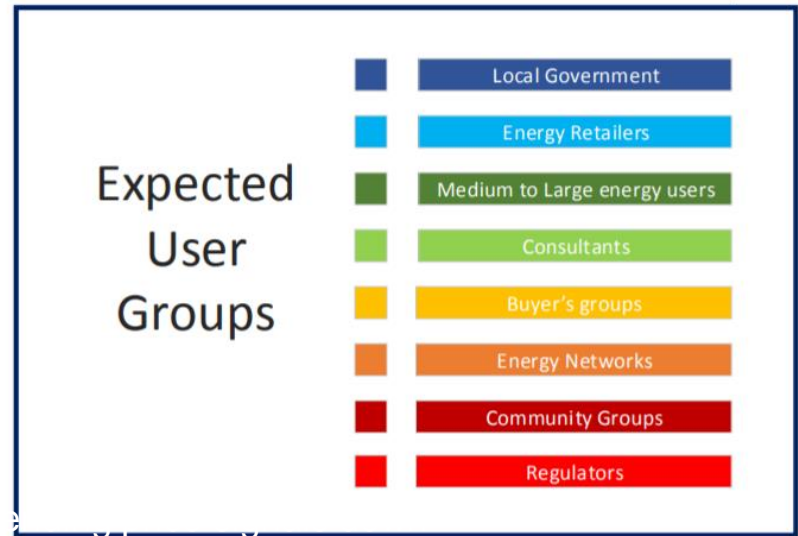 Expected
User
Groups
Local Government
Energy Retailers
Medium to Large energy users
Consultants
Buyer's groups
Energy Networks
Community Groups
Regulators